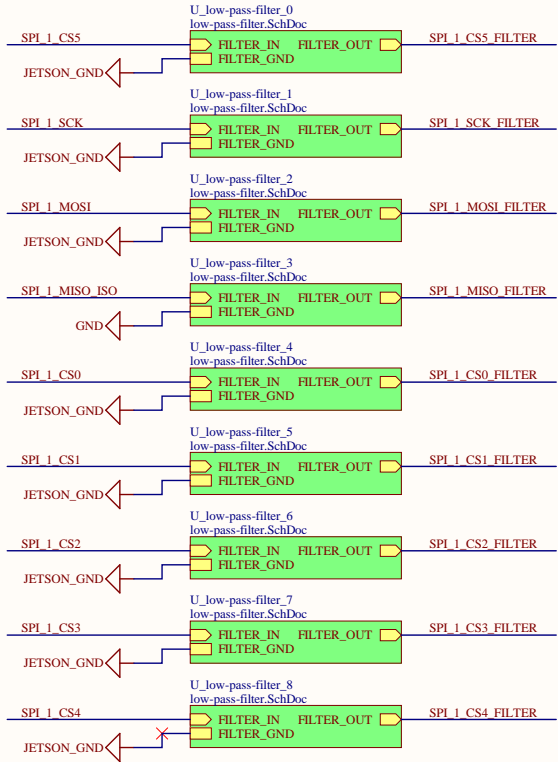 U_low-pass-filter_0
low-pass-filter.SchDoc
SPI_1_CS5 FILTER_IN FILTER_OUT SPI_1_CS5_FILTER
FILTER_GND
JETSON_GND
U_low-pass-filter_1
low-pass-filter.SchDoc
SPI_1_SCK FILTER_IN FILTER_OUT SPI_1_SCK_FILTER
FILTER_GND
JETSON_GND
U_low-pass-filter_2
low-pass-filter.SchDoc
SPI_1_MOSI FILTER_IN FILTER_OUT SPI_1_MOSI_FILTER
FILTER_GND
JETSON_GND
U_low-pass-filter_3
low-pass-filter.SchDoc
SPI_1_MISO_ISO FILTER_IN FILTER_OUT SPI_1_MISO_FILTER
FILTER_GND
GND
U_low-pass-filter_4
low-pass-filter.SchDoc
SPI_1_CS0 FILTER_IN FILTER_OUT SPI_1_CS0_FILTER
FILTER_GND
JETSON_GND
U_low-pass-filter_5
low-pass-filter.SchDoc
SPI_1_CS1 FILTER_IN FILTER_OUT SPI_1_CS1_FILTER
FILTER_GND
JETSON_GND
U_low-pass-filter_6
low-pass-filter.SchDoc
SPI_1_CS2 FILTER_IN FILTER_OUT SPI_1_CS2_FILTER
FILTER_GND
JETSON_GND
U_low-pass-filter_7
low-pass-filter.SchDoc
SPI_1_CS3 FILTER_IN FILTER_OUT SPI_1_CS3_FILTER
FILTER_GND
JETSON_GND
U_low-pass-filter_8
low-pass-filter.SchDoc
SPI_1_CS4 FILTER_IN FILTER_OUT SPI_1_CS4_FILTER
FILTER_GND
JETSON_GND